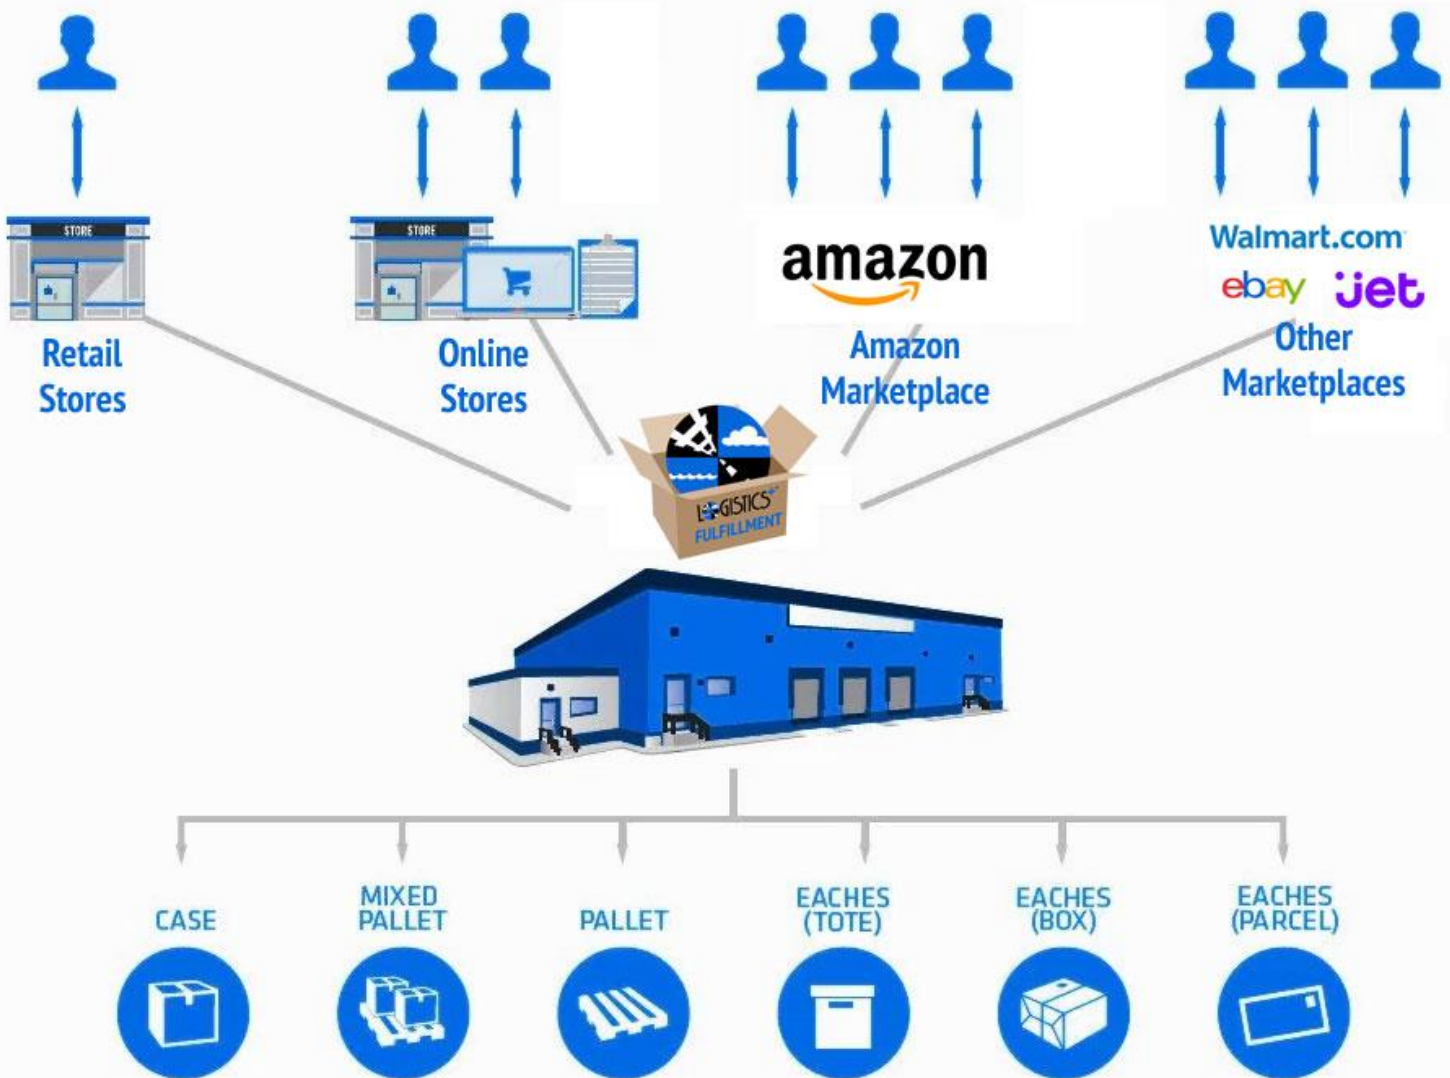 STORE
STORE
amazon
Walmart.com
ebay jet
Retail
Stores
Online
Stores
Amazon
Marketplace
Other
Marketplaces
LOGISTICS+
FULFILLMENT
CASE
MIXED
PALLET
PALLET
EACHES
(TOTE)
EACHES
(BOX)
EACHES
(PARCEL)